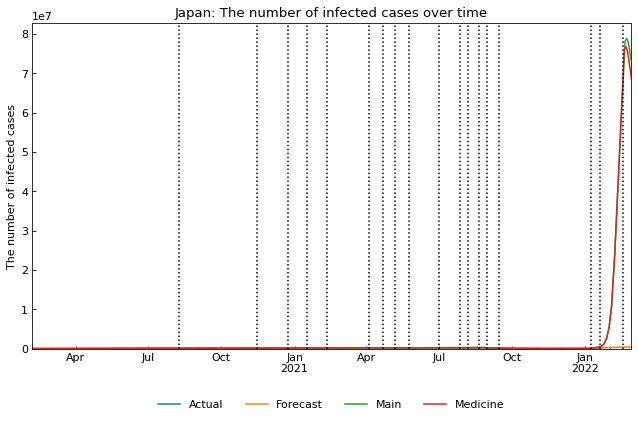 Japan: The number of infected cases over time
1e7
The number of infected cases
8
7
6
5
4
3
2
1
0
Apr Jul Oct Jan Apr Jul Oct Jan
2021 2022
Actual Forecast Main Medicine